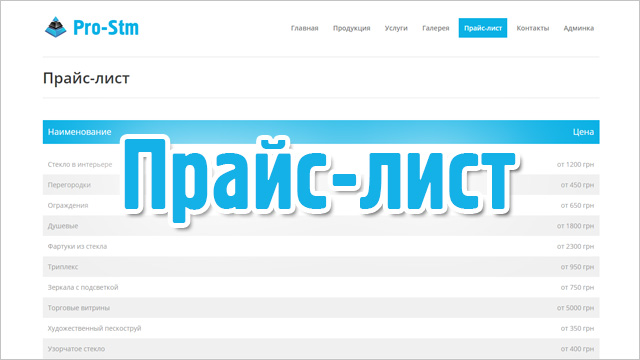 Pro-Stm
Главная Продукция Услуги Галерея Прайс-лист Контакты Админка
Прайс-лист
Наименование Цена
Прайс-лист
Стекло в интерьере от 1200 грн
Перегородки от 450 грн
Ограждения от 650 грн
Душевые от 1800 грн
Фартуки из стекла от 2300 грн
Триплекс от 950 грн
Зеркала с подсветкой от 750 грн
Торговые витрины от 5000 грн
Художественный пескоструй от 350 грн
Узорчатое стекло от 400 грн